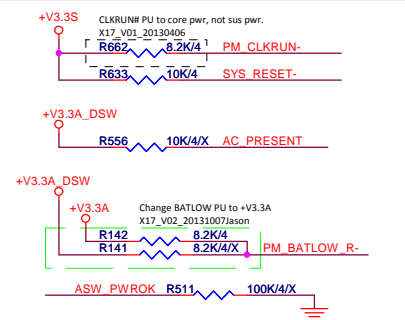 +V3.3S
CLKRUN# PU to core pwr, not sus pwr.
X17_V01_20130406
R662 8.2K/4 PM_CLKRUN-
R633 10K/4 SYS_RESET-
+V3.3A_DSW
R556 10K/4/X AC_PRESENT
+V3.3A_DSW
+V3.3A
Change BATLOW PU to +V3.3A
X17_V02_20131007Jason
R142 8.2K/4
R141 8.2K/4/X PM_BATLOW_R-
ASW_PWROK R511 100K/4/X